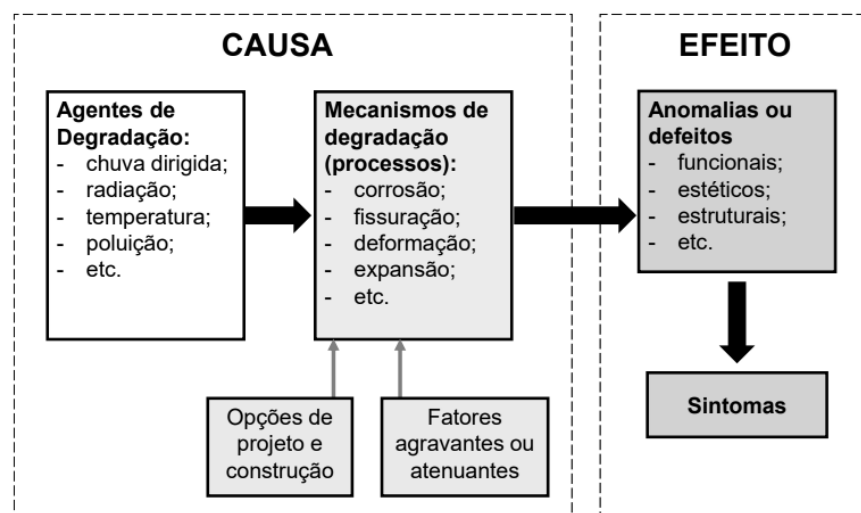 CAUSA
Agentes de
Degradação:
- chuva dirigida;
- radiação;
- temperatura;
- poluição;
- etc.
Mecanismos de
degradação
(processos):
- corrosão;
- fissuração;
- deformação;
- expansão;
- etc.
Opções de
projeto e
construção
Fatores
agravantes ou
atenuantes
EFEITO
Anomalias ou
defeitos
- funcionais;
- estéticos;
- estruturais;
- etc.
Sintomas